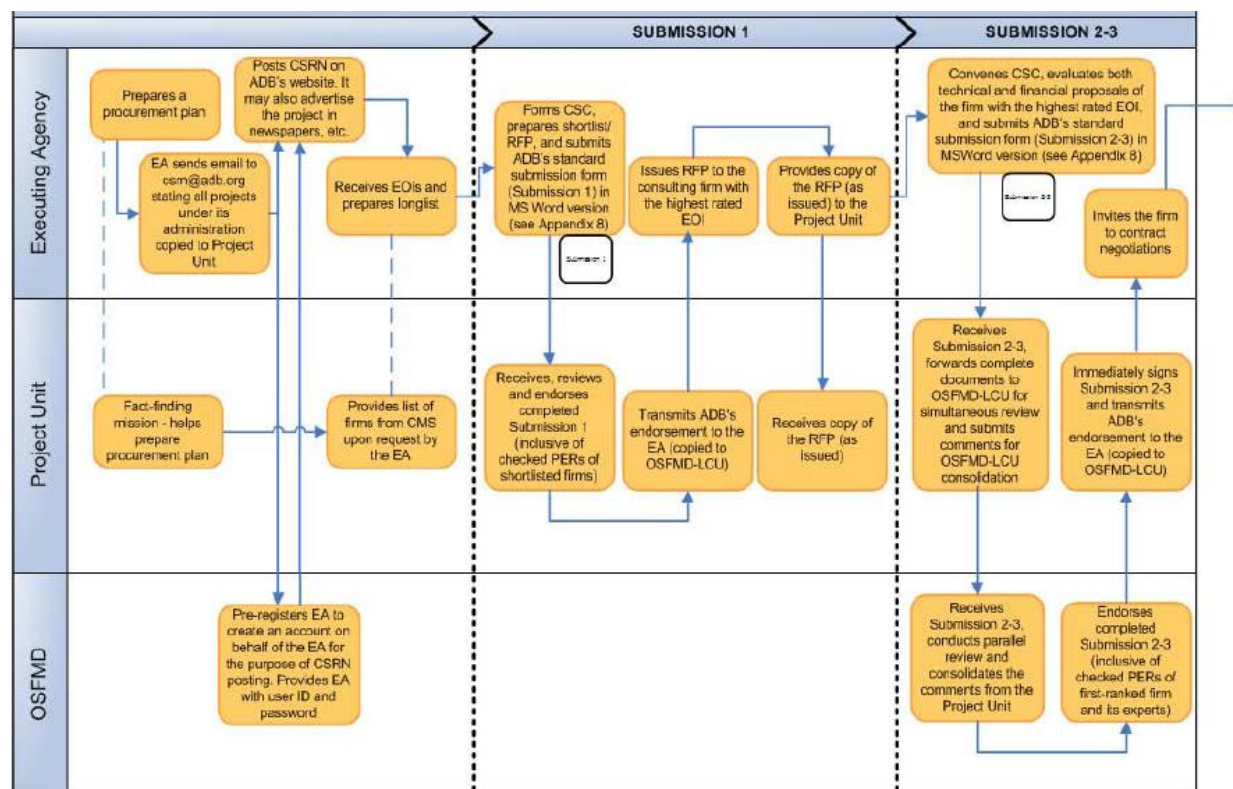 SUBMISSION 1
SUBMISSION 2-3
Executing Agency
Prepares a
procurement plan
EA sends email to
csrn@adb.org
stating all projects
under its
administration
copied to Project
Unit
Posts CSRN on
ADB's website. It
may also advertise
the project in
newspapers, etc.
Receives EOIs and
prepares longlist
Forms CSC,
prepares shortlist/
RFP, and submits
ADB's standard
submission form
(Submission 1) in
MS Word version
(see Appendix 8)
Submission 1
Issues RFP to the
consulting firm with
the highest rated
EOI
Provides copy
of the RFP (as
issued) to the
Project Unit
Convenes CSC, evaluates both
technical and financial proposals of
the firm with the highest rated EOI,
and submits ADB's standard
submission form (Submission 2-3) in
MSWord version (see Appendix 8)
Submission 2-3
Invites the firm
to contract
negotiations
Project Unit
Fact-finding
mission - helps
prepare
procurement plan
Provides list of
firms from CMS
upon request by
the EA
Receives, reviews
and endorses
completed
Submission 1
(inclusive of
checked PERs of
shortlisted firms)
Transmits ADB's
endorsement to
the EA (copied to
OSFMD-LCU)
Receives copy
of the RFP (as
issued)
Receives
Submission 2-3,
forwards complete
documents to
OSFMD-LCU for
simultaneous review
and submits
comments for
OSFMD-LCU
consolidation
Immediately signs
Submission 2-3
and transmits
ADB's
endorsement to the
EA (copied to
OSFMD-LCU)
OSFMD
Pre-registers EA to
create an account on
behalf of the EA for
the purpose of CSRN
posting. Provides EA
with user ID and
password
Receives
Submission 2-3,
conducts parallel
review and
consolidates the
comments from the
Project Unit
Endorses
completed
Submission 2-3
(inclusive of
checked PERs of
first-ranked firm
and its experts)